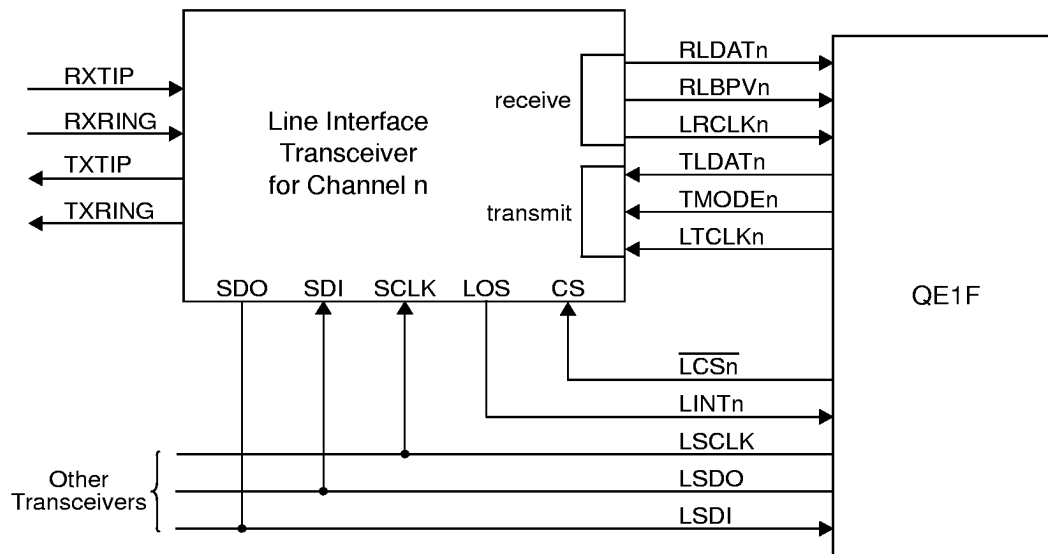 RXTIP
RXRING
TXTIP
TXRING
Line Interface
Transceiver
for Channel n
receive
transmit
SDO SDI SCLK LOS CS
RLDATn
RLBPVn
LRCLKn
TLDATn
TMODEn
LTCLKn
QE1F
LCSn
LINTn
LSCLK
LSDO
LSDI
Other
Transceivers